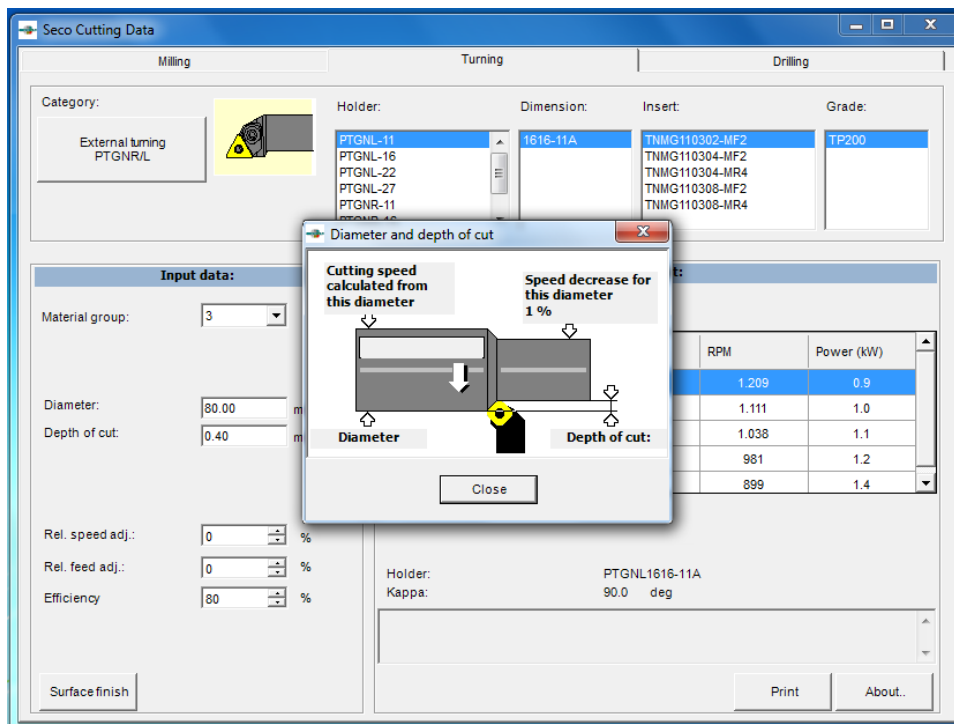 Seco Cutting Data
Milling
Turning
Drilling
Category:
Holder:
Dimension:
Insert:
Grade:
External turning
PTGNR/L
PTGNL-11
PTGNL-16
PTGNL-22
PTGNL-27
PTGNR-11
1616-11A
TNMG110302-MF2
TNMG110304-MF2
TNMG110304-MR4
TNMG110308-MF2
TNMG110308-MR4
TP200
Diameter and depth of cut
Cutting speed
calculated from
this diameter
Speed decrease for
this diameter
1 %
Diameter
Depth of cut:
Close
Input data:
Material group:
3
Diameter:
80.00
Depth of cut:
0.40
Rel. speed adj.:
0
%
Rel. feed adj.:
0
%
Efficiency
80
%
Surface finish
RPM
Power (kW)
1.209
0.9
1.111
1.0
1.038
1.1
981
1.2
899
1.4
Holder:
PTGNL1616-11A
Kappa:
90.0 deg
Print
About..